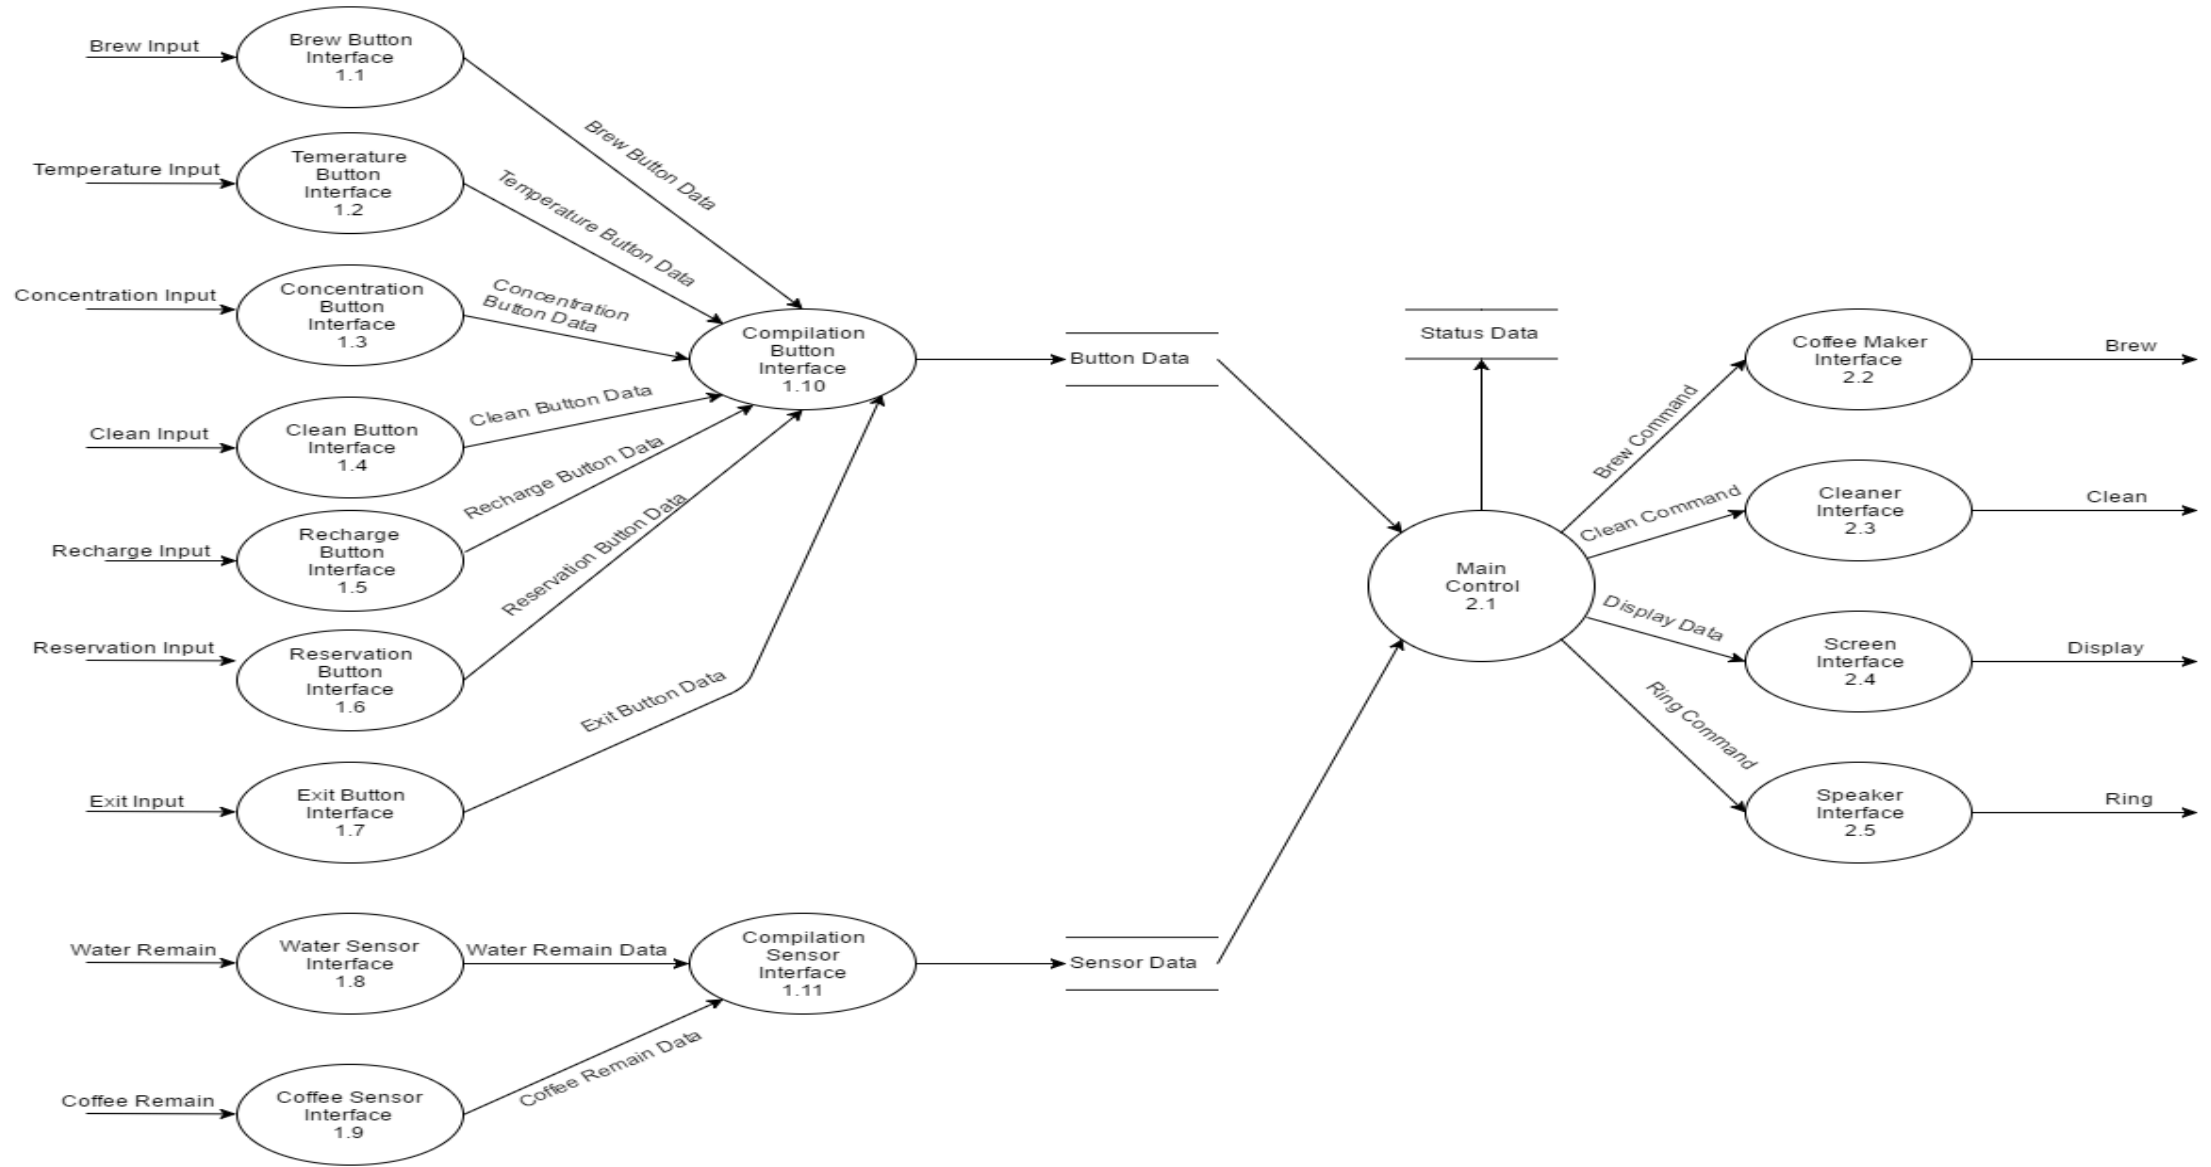 Brew Input
Brew Button
Interface
1.1
Brew Button Data
Temperature Input
Temerature
Button
Interface
1.2
Temperature Button Data
Concentration Input
Concentration
Button
Interface
1.3
Concentration
Button Data
Clean Input
Clean Button
Interface
1.4
Clean Button Data
Recharge Input
Recharge
Button
Interface
1.5
Recharge Button Data
Reservation Input
Reservation
Button
Interface
1.6
Reservation Button Data
Exit Input
Exit Button
Interface
1.7
Exit Button Data
Water Remain
Water Sensor
Interface
1.8
Water Remain Data
Coffee Remain
Coffee Sensor
Interface
1.9
Coffee Remain Data
Compilation
Button
Interface
1.10
Button Data
Compilation
Sensor
Interface
1.11
Sensor Data
Status Data
Main
Control
2.1
Brew Command
Coffee Maker
Interface
2.2
Brew
Clean Command
Cleaner
Interface
2.3
Clean
Display Data
Screen
Interface
2.4
Display
Ring Command
Speaker
Interface
2.5
Ring